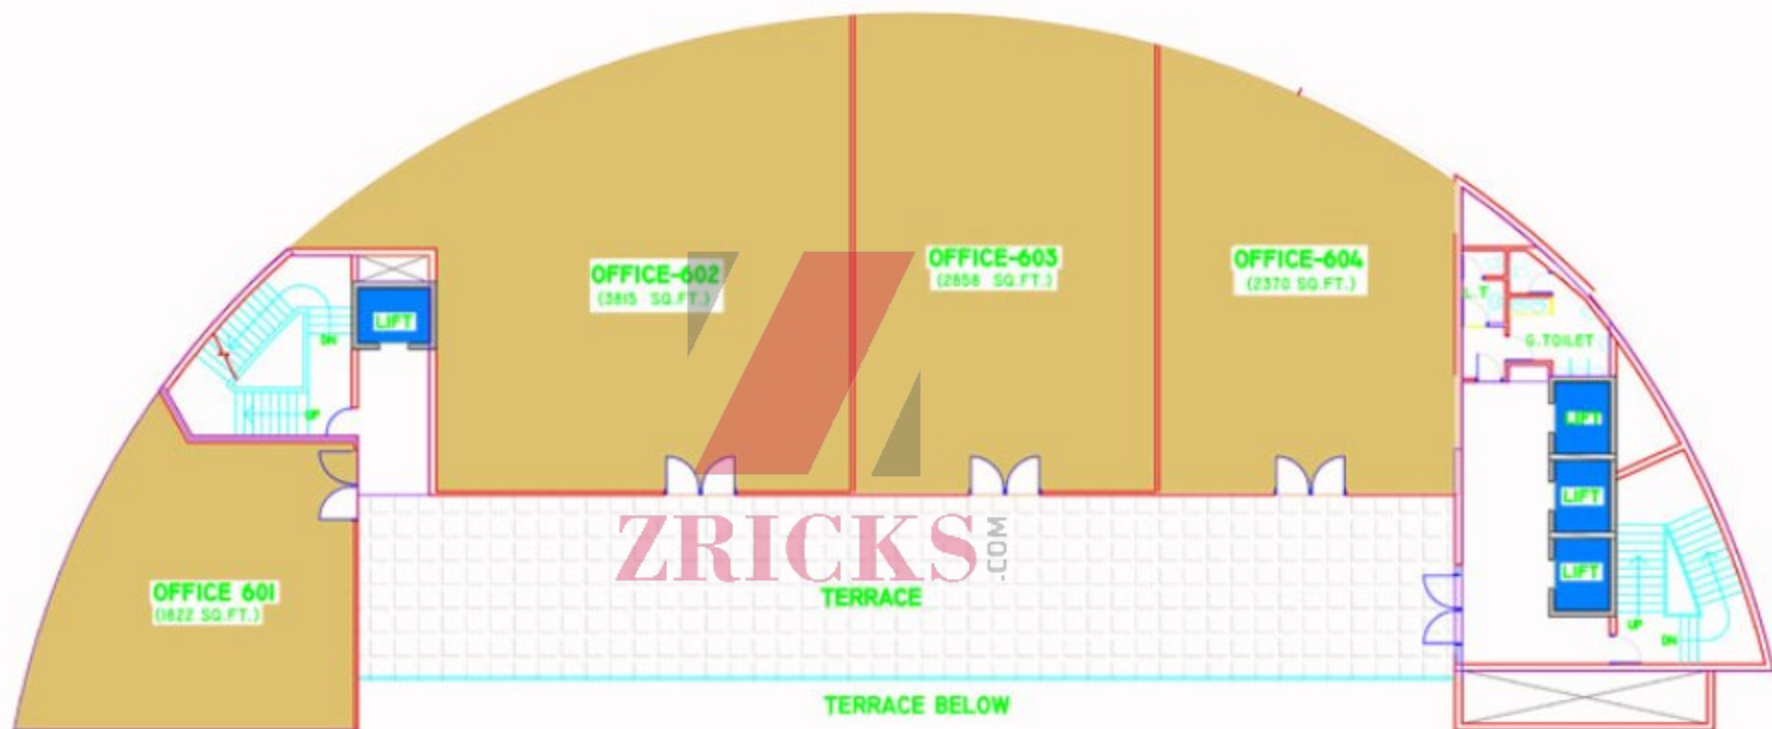 OFFICE-602
(3815 SQ.FT.)
OFFICE-603
(2858 SQ.FT.)
OFFICE-604
(2370 SQ.FT.)
L.T
G.TOILET
LIFT
DN
UP
LIFT
LIFT
LIFT
OFFICE 601
(1822 SQ.FT.)
ZRICKS
.COM
TERRACE
UP
DN
TERRACE BELOW